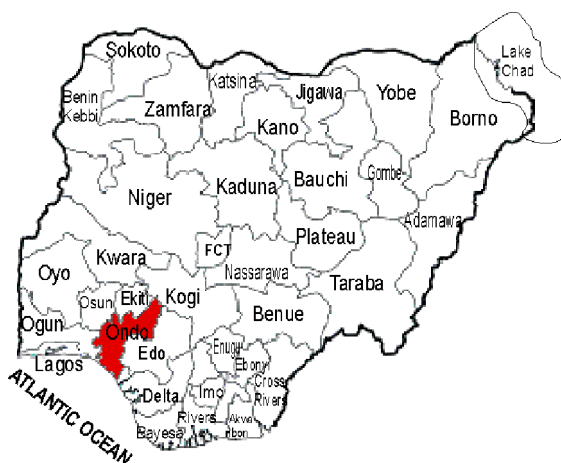 Sokoto
Lake
Chad
Katsina
Jigawa
Yobe
Benin
Kebbi
Zamfara
Kano
Borno
Niger
Kaduna
Bauchi
Gombe
Adamawa
Kwara
FCT
Plateau
Oyo
Nassarawa
Taraba
Osun
Ekiti
Kogi
Benue
Ogun
Ondo
Edo
Enugu
Ebony
Lagos
Delta
Imo
Cross
Rivers
Rivers
Akwa
Ibon
Bayesa
ATLANTIC OCEAN